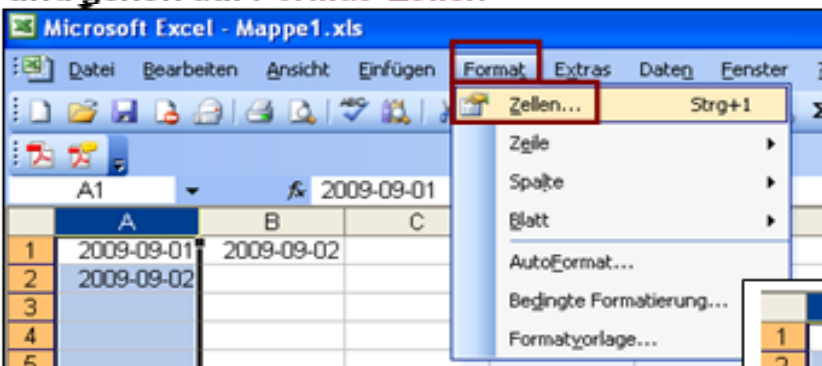 Microsoft Excel - Mappe1.xls
Datei Bearbeiten Ansicht Einfügen Format Extras Daten Fenster ?
Zellen... Strg+1
Zeile
Spalte
Blatt
AutoFormat...
Bedingte Formatierung...
Formatvorlage...
A1 fx 2009-09-01
A B C
1 2009-09-01 2009-09-02
2 2009-09-02
3
4
5
1
2